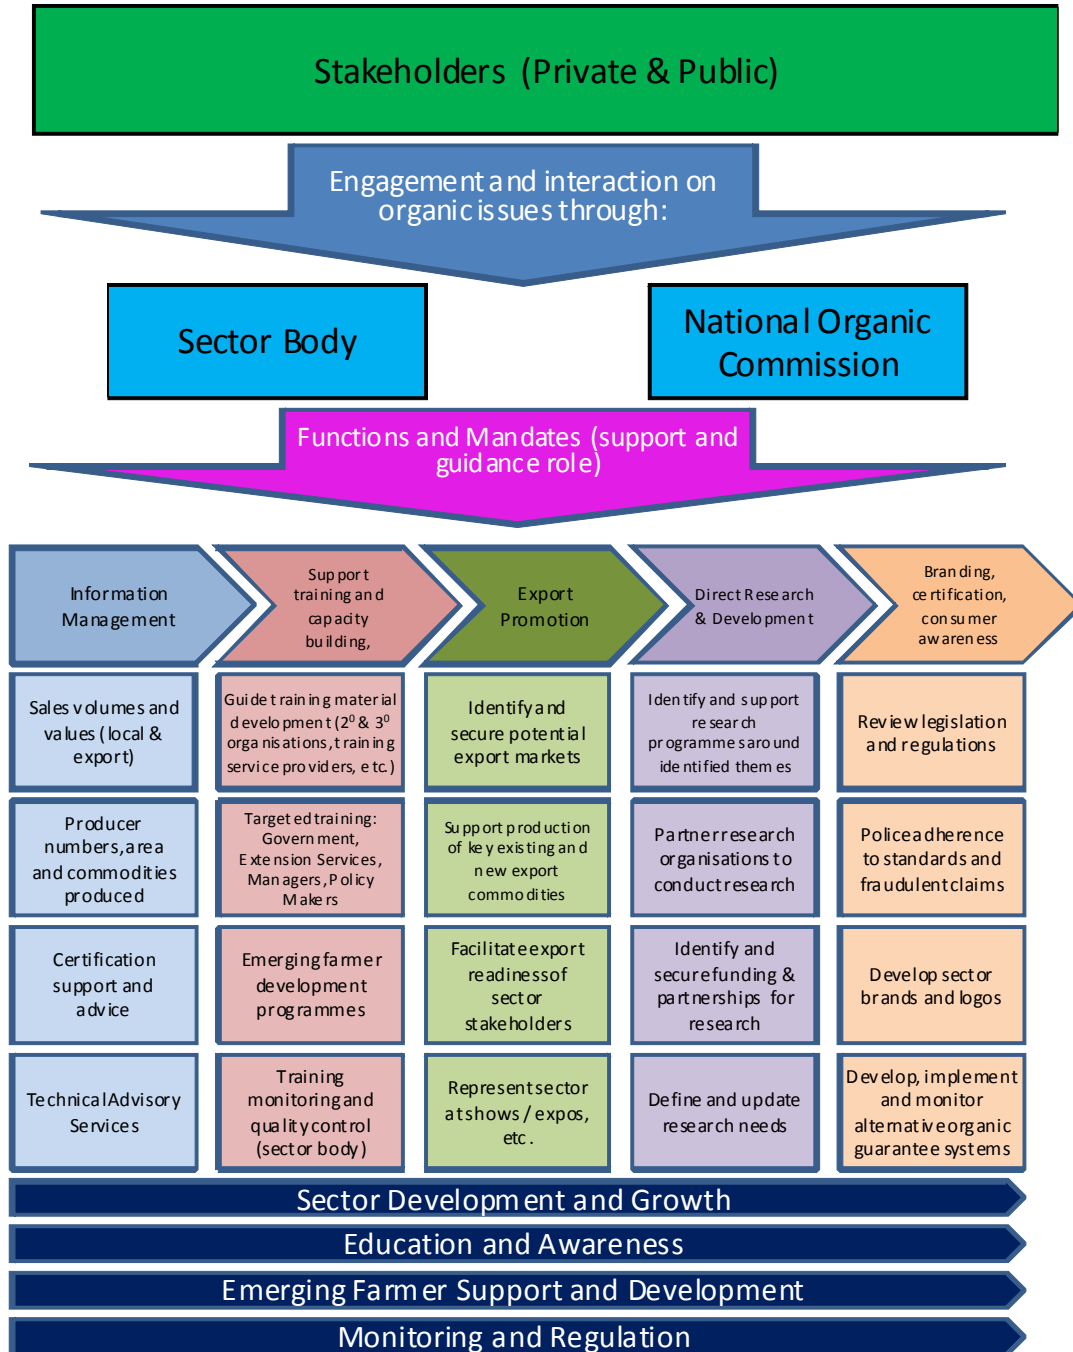 Stakeholders (Private & Public)
Engagement and interaction on
organic issues through:
Sector Body
National Organic
Commission
Functions and Mandates (support and
guidance role)
Information
Management
Support
training and
capacity
building,
Export
Promotion
Direct Research
& Development
Branding,
certification,
consumer
awareness
Sales volumes and
values (local &
export)
Guide training material
development (2⁰ & 3⁰
organisations, training
service providers, etc.)
Identify and
secure potential
export markets
Identify and support
research
programmes around
identified themes
Review legislation
and regulations
Producer
numbers, area
and commodities
produced
Targeted training:
Government,
Extension Services,
Managers, Policy
Makers
Support production
of key existing and
new export
commodities
Partner research
organisations to
conduct research
Police adherence
to standards and
fraudulent claims
Certification
support and
advice
Emerging farmer
development
programmes
Facilitate export
readiness of
sector
stakeholders
Identify and
secure funding &
partnerships for
research
Develop sector
brands and logos
Technical Advisory
Services
Training
monitoring and
quality control
(sector body)
Represent sector
at shows / expos,
etc.
Define and update
research needs
Develop, implement
and monitor
alternative organic
guarantee systems
Sector Development and Growth
Education and Awareness
Emerging Farmer Support and Development
Monitoring and Regulation